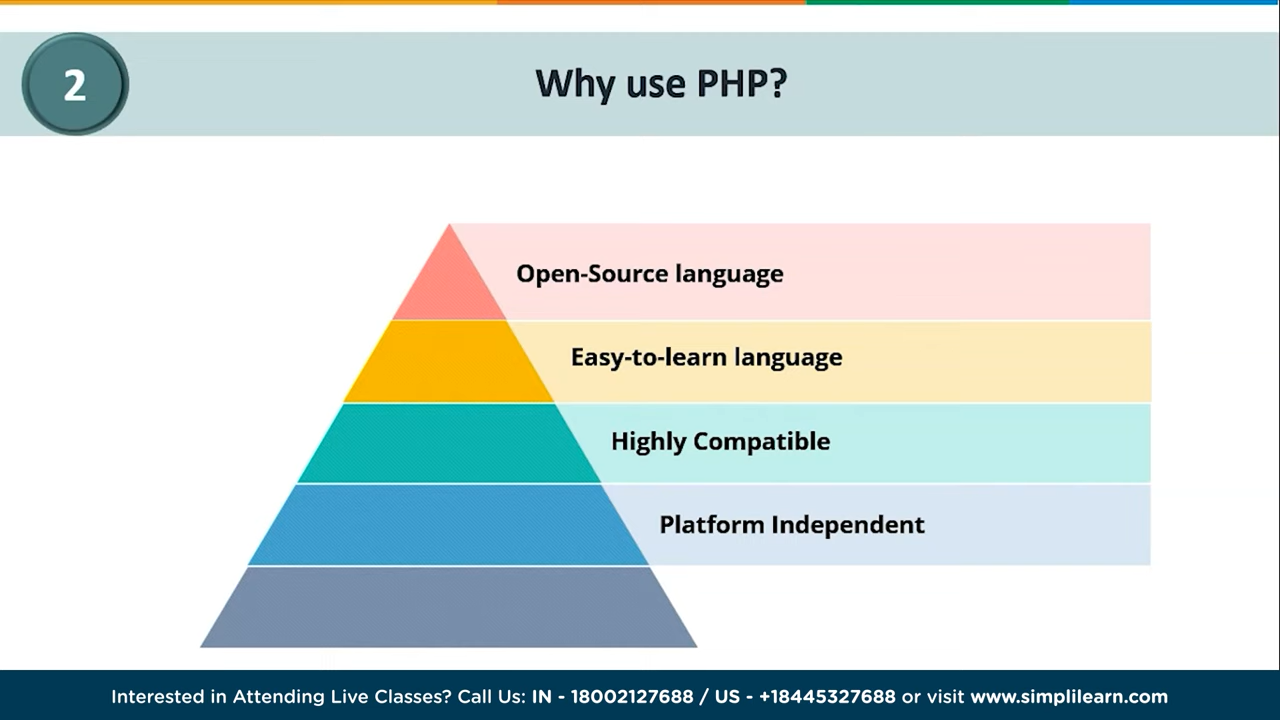 2
Why use PHP?
Open-Source language
Easy-to-learn language
Highly Compatible
Platform Independent
Interested in Attending Live Classes? Call Us: IN - 18002127688 / US - +18445327688 or visit www.simplilearn.com